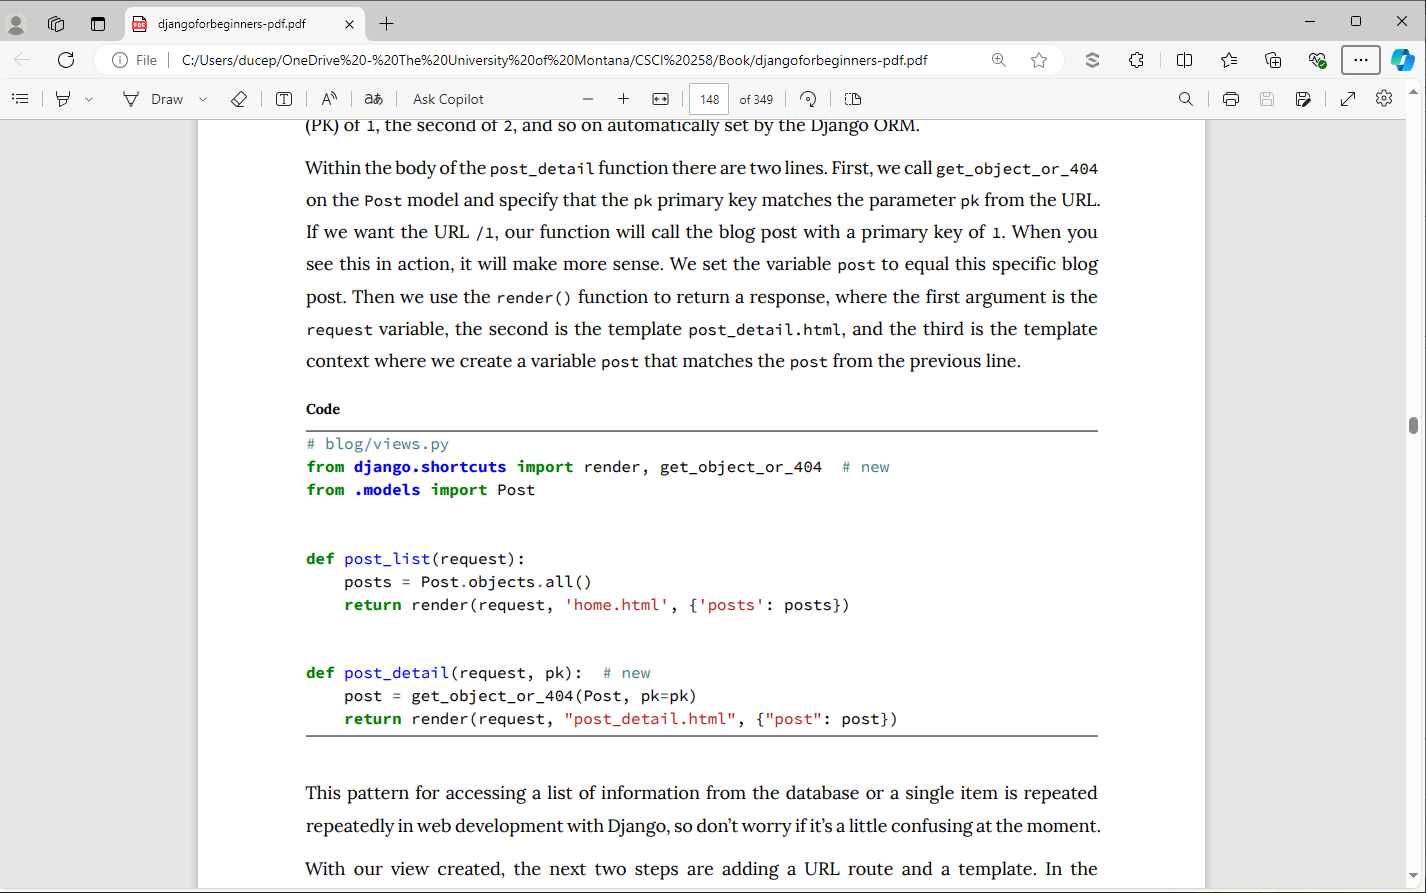 djangoforbeginners-pdf.pdf
File
C:/Users/ducep/OneDrive%20-%20The%20University%20of%20Montana/CSCI%20258/Book/djangoforbeginners-pdf.pdf
Draw
aあ
Ask Copilot
148 of 349
(PK) of 1, the second of 2, and so on automatically set by the Django ORM.
Within the body of the post_detail function there are two lines. First, we call get_object_or_404
on the Post model and specify that the pk primary key matches the parameter pk from the URL.
If we want the URL /1, our function will call the blog post with a primary key of 1. When you
see this in action, it will make more sense. We set the variable post to equal this specific blog
post. Then we use the render() function to return a response, where the first argument is the
request variable, the second is the template post_detail.html, and the third is the template
context where we create a variable post that matches the post from the previous line.
Code
# blog/views.py
from django.shortcuts import render, get_object_or_404  # new
from .models import Post
def post_list(request):
    posts = Post.objects.all()
    return render(request, 'home.html', {'posts': posts})
def post_detail(request, pk):  # new
    post = get_object_or_404(Post, pk=pk)
    return render(request, "post_detail.html", {"post": post})
This pattern for accessing a list of information from the database or a single item is repeated
repeatedly in web development with Django, so don’t worry if it’s a little confusing at the moment.
With our view created, the next two steps are adding a URL route and a template. In the